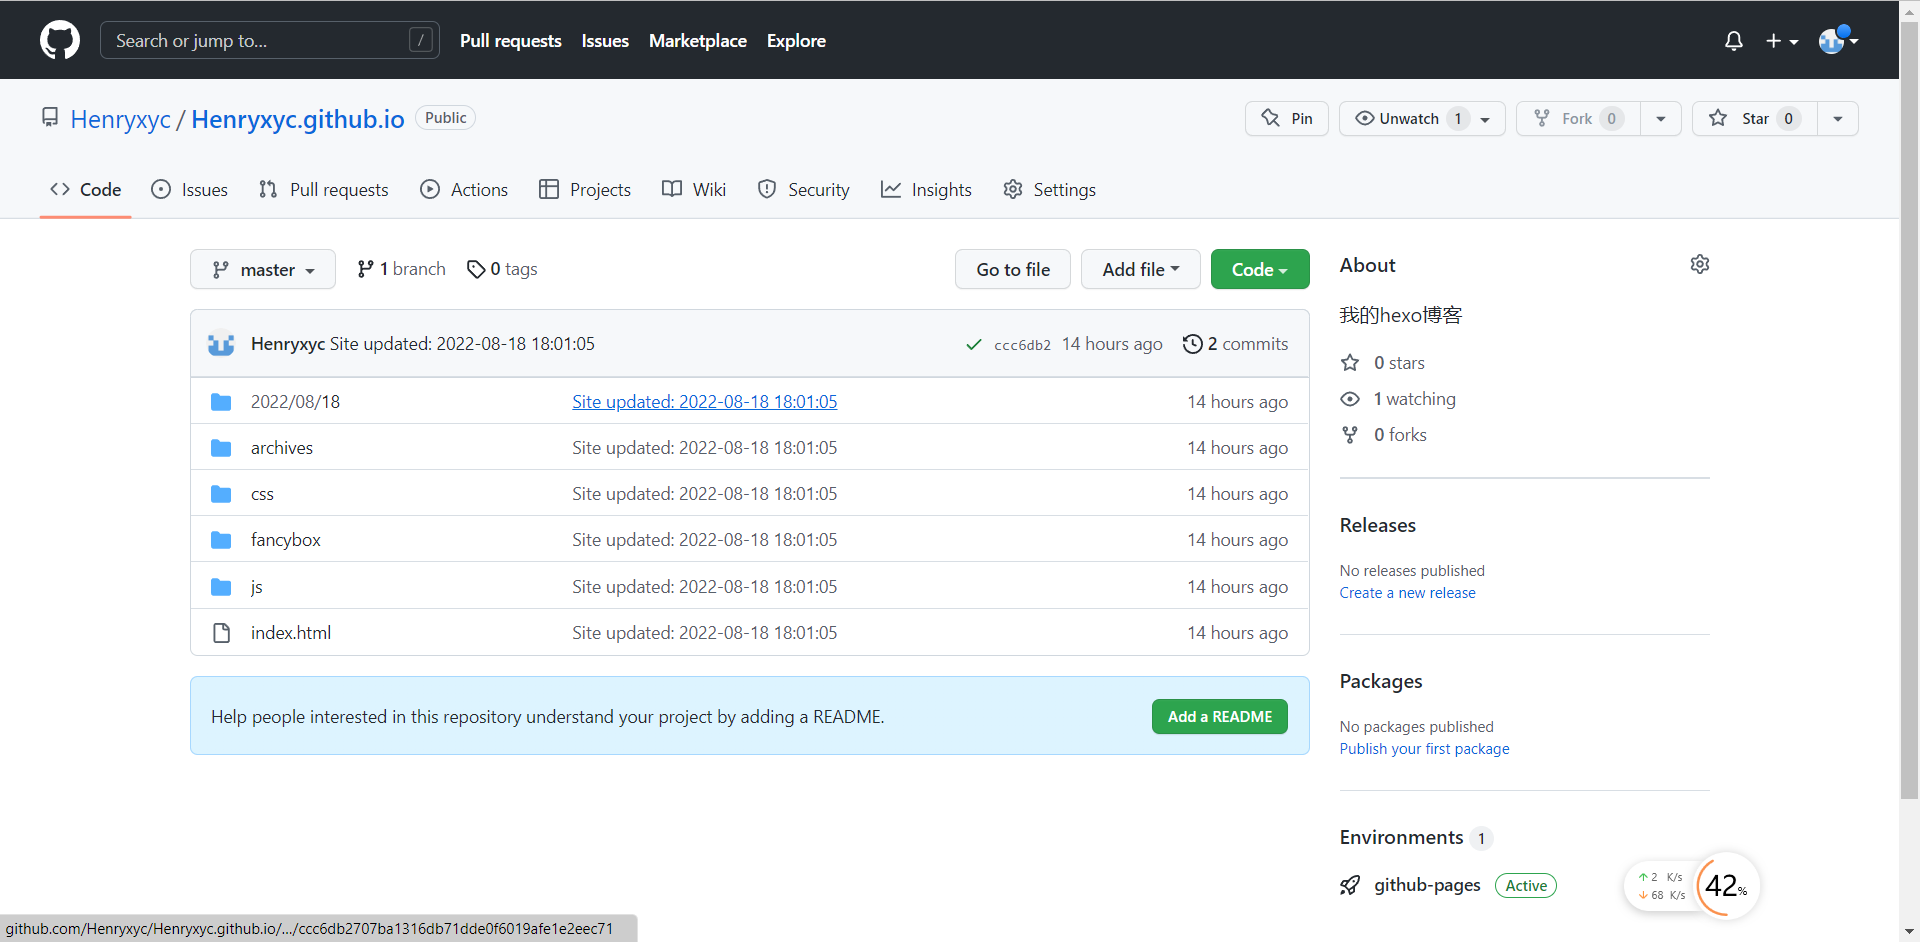 Search or jump to... /
Pull requests Issues Marketplace Explore
Henryxyc / Henryxyc.github.io Public
Pin Unwatch 1 Fork 0 Star 0
Code Issues Pull requests Actions Projects Wiki Security Insights Settings
master 1 branch 0 tags Go to file Add file Code
Henryxyc Site updated: 2022-08-18 18:01:05 ccc6db2 14 hours ago 2 commits
2022/08/18 Site updated: 2022-08-18 18:01:05 14 hours ago
archives Site updated: 2022-08-18 18:01:05 14 hours ago
css Site updated: 2022-08-18 18:01:05 14 hours ago
fancybox Site updated: 2022-08-18 18:01:05 14 hours ago
js Site updated: 2022-08-18 18:01:05 14 hours ago
index.html Site updated: 2022-08-18 18:01:05 14 hours ago
Help people interested in this repository understand your project by adding a README. Add a README
About
我的hexo博客
0 stars
1 watching
0 forks
Releases
No releases published
Create a new release
Packages
No packages published
Publish your first package
Environments 1
github-pages Active
↑ 2 K/s
↓ 68 K/s
42%
github.com/Henryxyc/Henryxyc.github.io/.../ccc6db2707ba1316db71dde0f6019afe1e2eec71